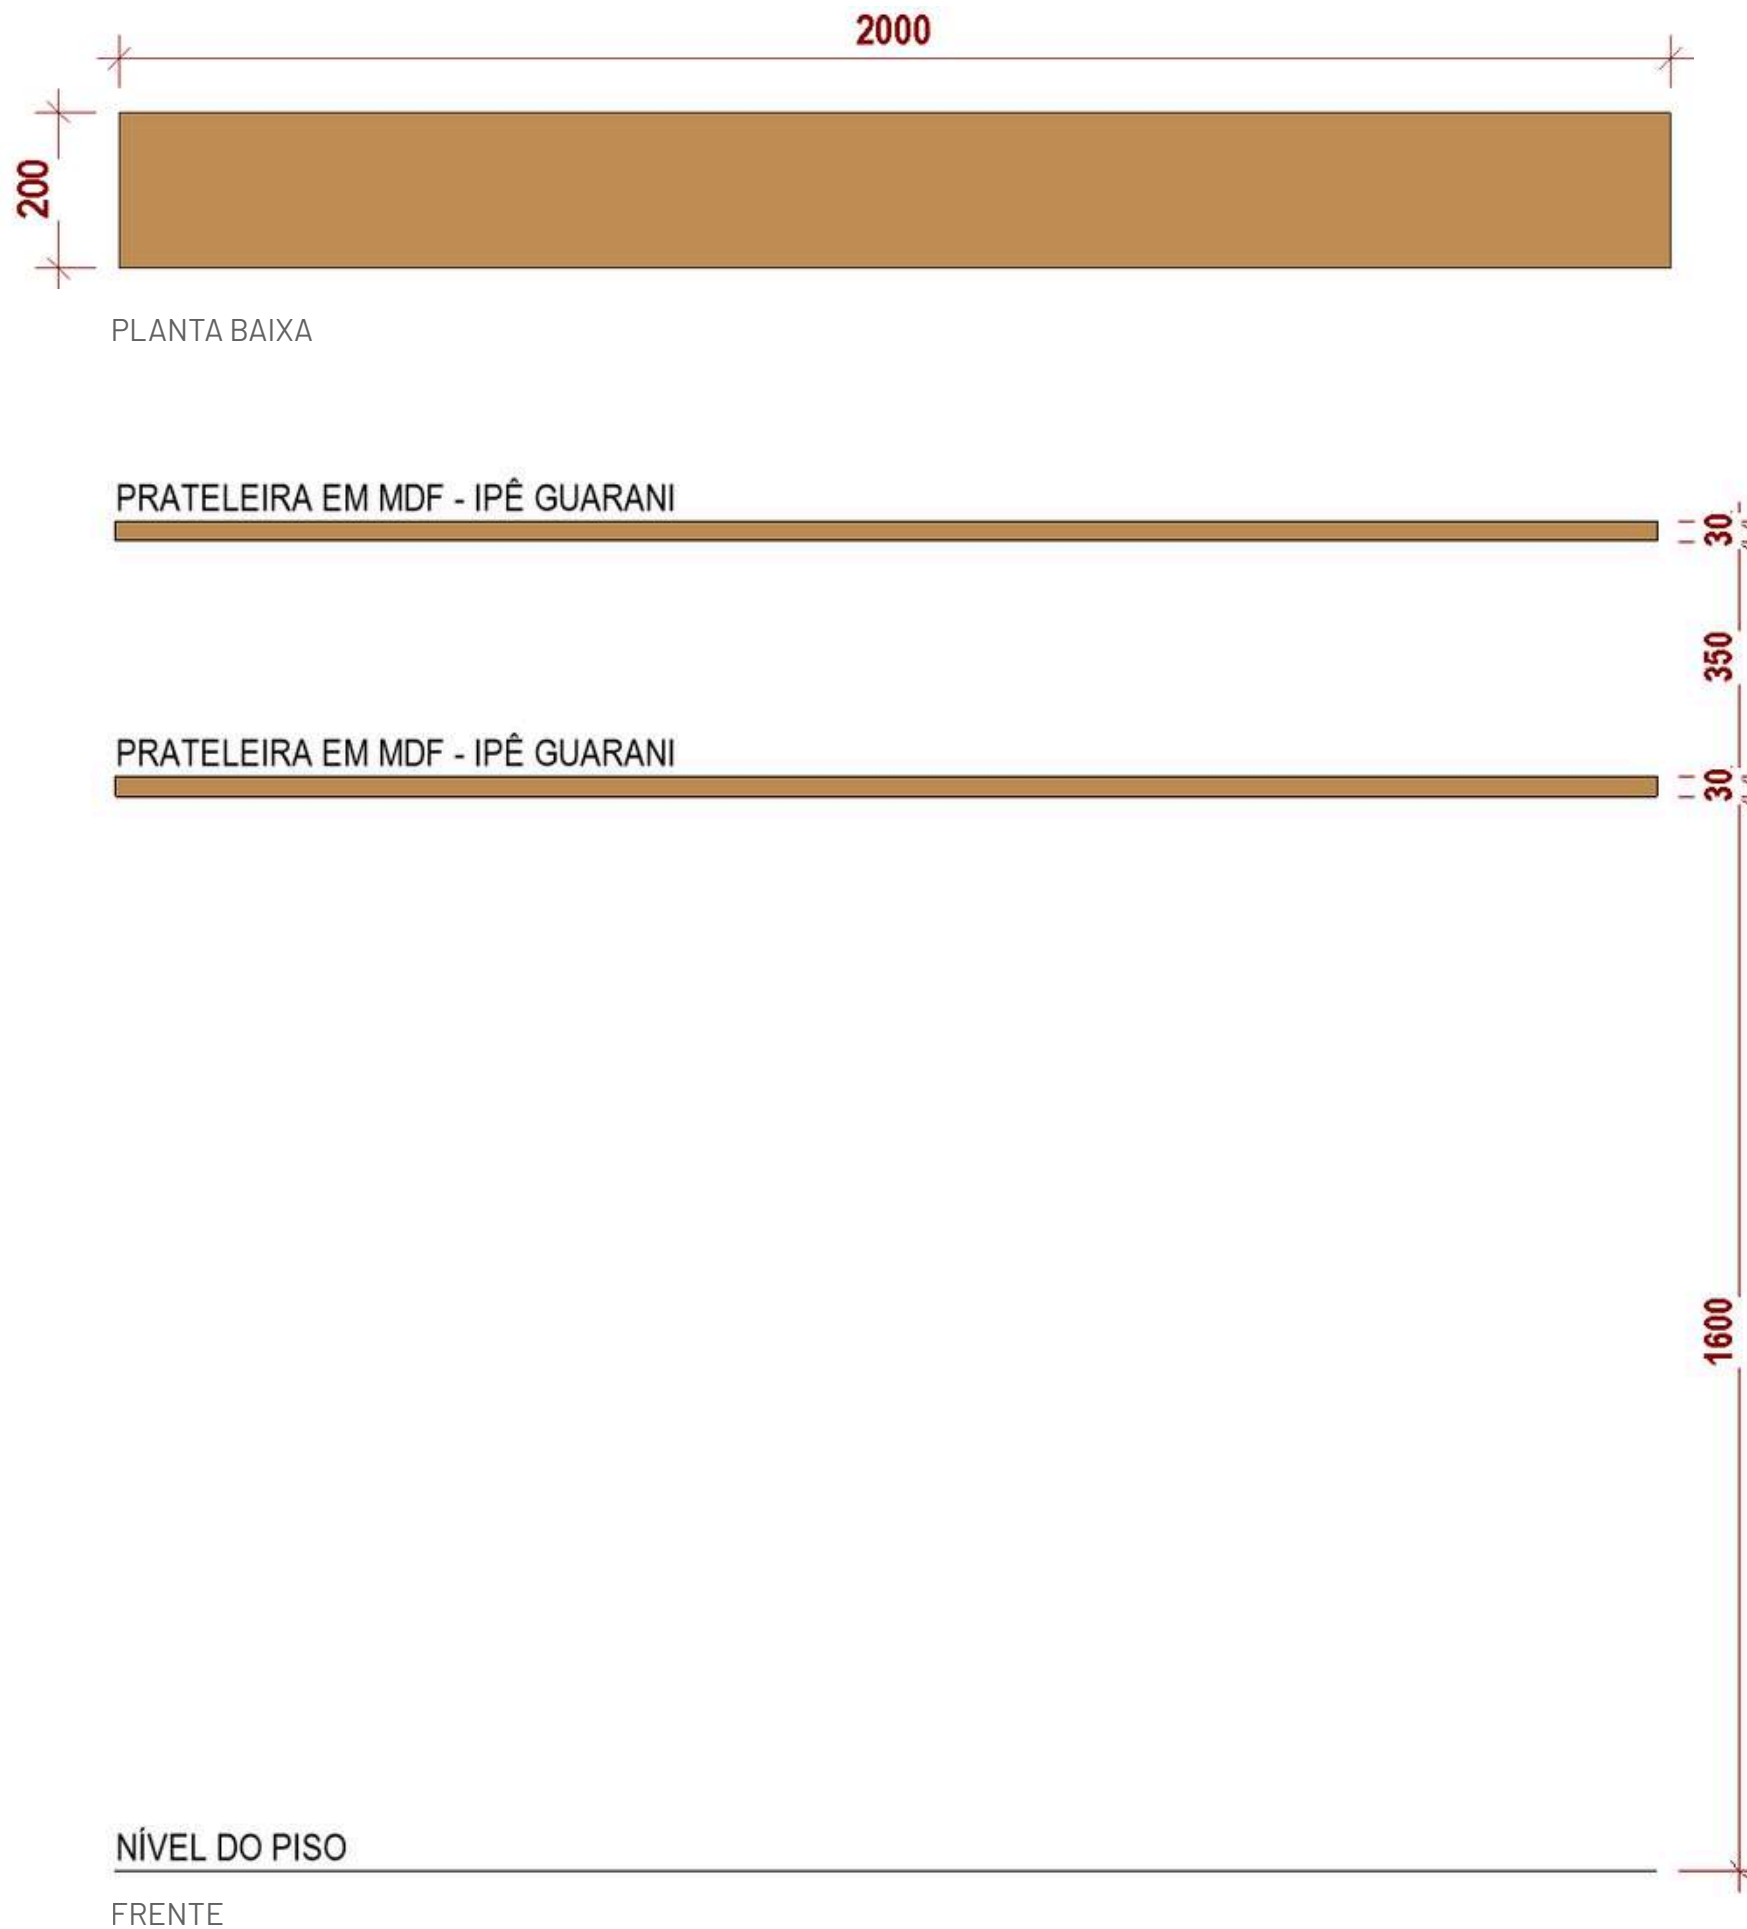 2000
200
PLANTA BAIXA
PRATELEIRA EM MDF - IPÊ GUARANI
30
350
PRATELEIRA EM MDF - IPÊ GUARANI
30
1600
NÍVEL DO PISO
FRENTE